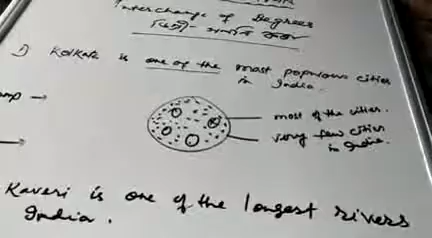 Interchange of Degrees
1) Kolkata is one of the most populous cities
in India.
most of the cities.
very few cities
in India.
Kaveri is one of the longest rivers
India.